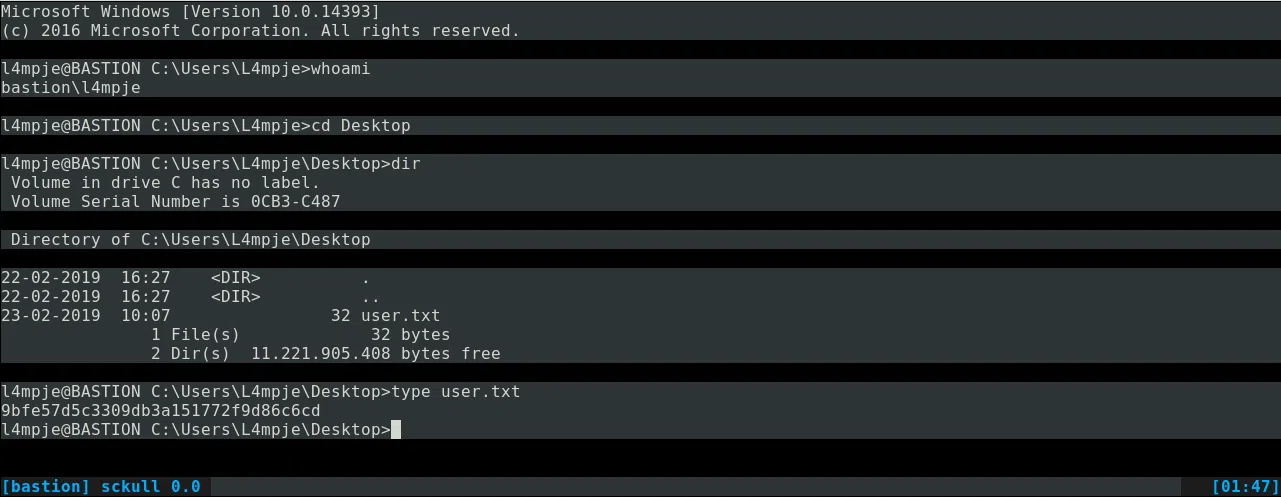 Microsoft Windows [Version 10.0.14393]
(c) 2016 Microsoft Corporation. All rights reserved.
l4mpje@BASTION C:\Users\L4mpje>whoami
bastion\l4mpje
l4mpje@BASTION C:\Users\L4mpje>cd Desktop
l4mpje@BASTION C:\Users\L4mpje\Desktop>dir
 Volume in drive C has no label.
 Volume Serial Number is 0CB3-C487
 Directory of C:\Users\L4mpje\Desktop
22-02-2019  16:27    <DIR>          .
22-02-2019  16:27    <DIR>          ..
23-02-2019  10:07                32 user.txt
               1 File(s)             32 bytes
               2 Dir(s)  11.221.905.408 bytes free
l4mpje@BASTION C:\Users\L4mpje\Desktop>type user.txt
9bfe57d5c3309db3a151772f9d86c6cd
l4mpje@BASTION C:\Users\L4mpje\Desktop>
[bastion] sckull 0.0 [01:47]